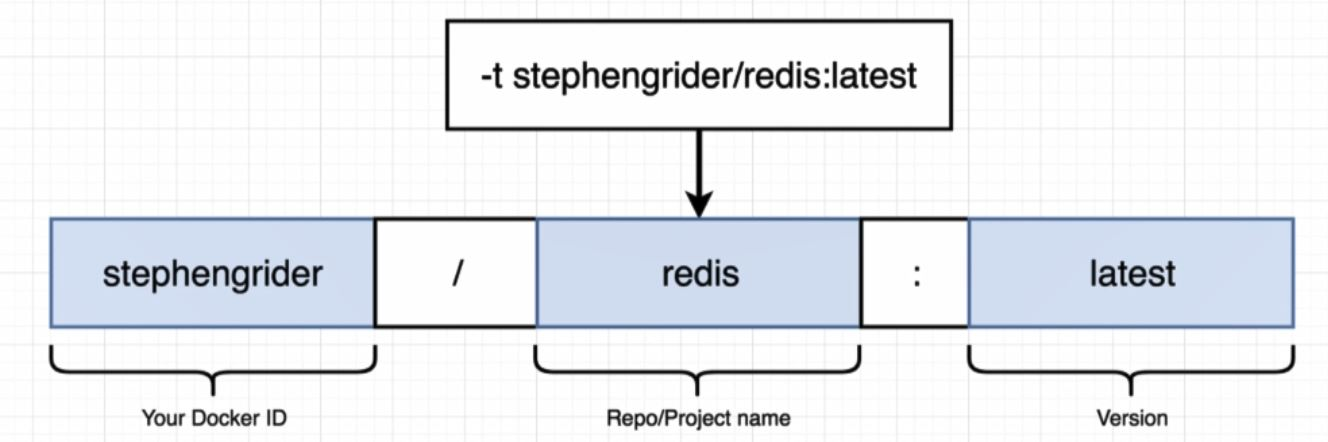 -t stephengrider/redis:latest
stephengrider / redis : latest
Your Docker ID Repo/Project name Version